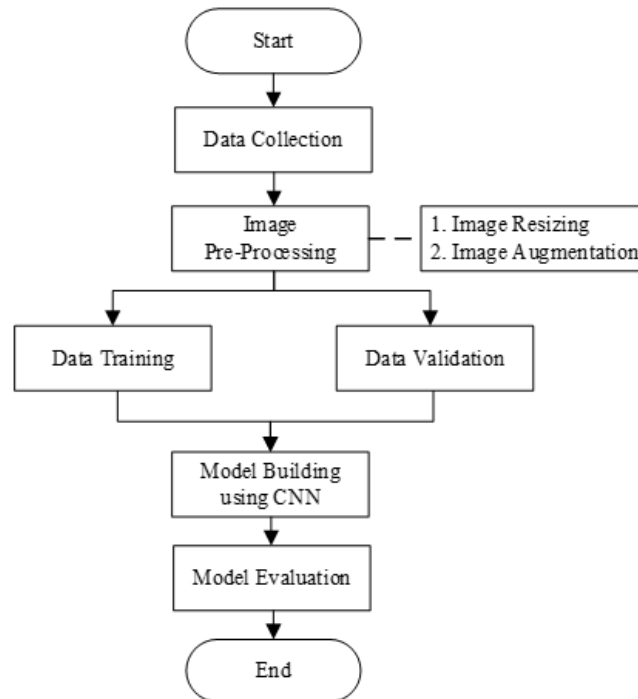 Start
Data Collection
Image
Pre-Processing
1. Image Resizing
2. Image Augmentation
Data Training
Data Validation
Model Building
using CNN
Model Evaluation
End